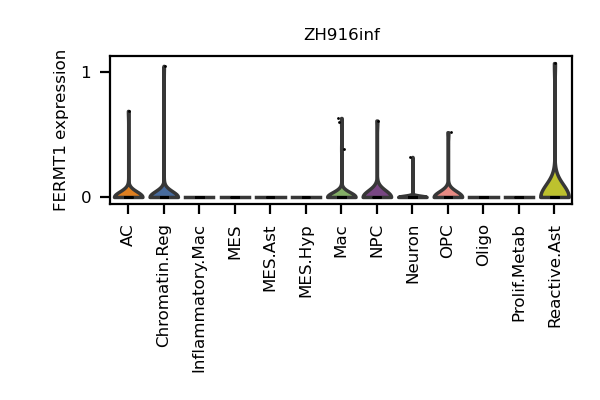 ZH916inf
FERMT1 expression
1
0
AC
Chromatin.Reg
Inflammatory.Mac
MES
MES.Ast
MES.Hyp
Mac
NPC
Neuron
OPC
Oligo
Prolif.Metab
Reactive.Ast